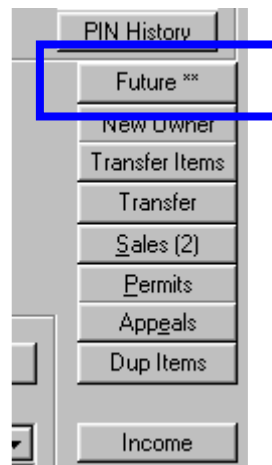 PIN History
Future **
New Owner
Transfer Items
Transfer
Sales (2)
Permits
Appeals
Dup Items
Income